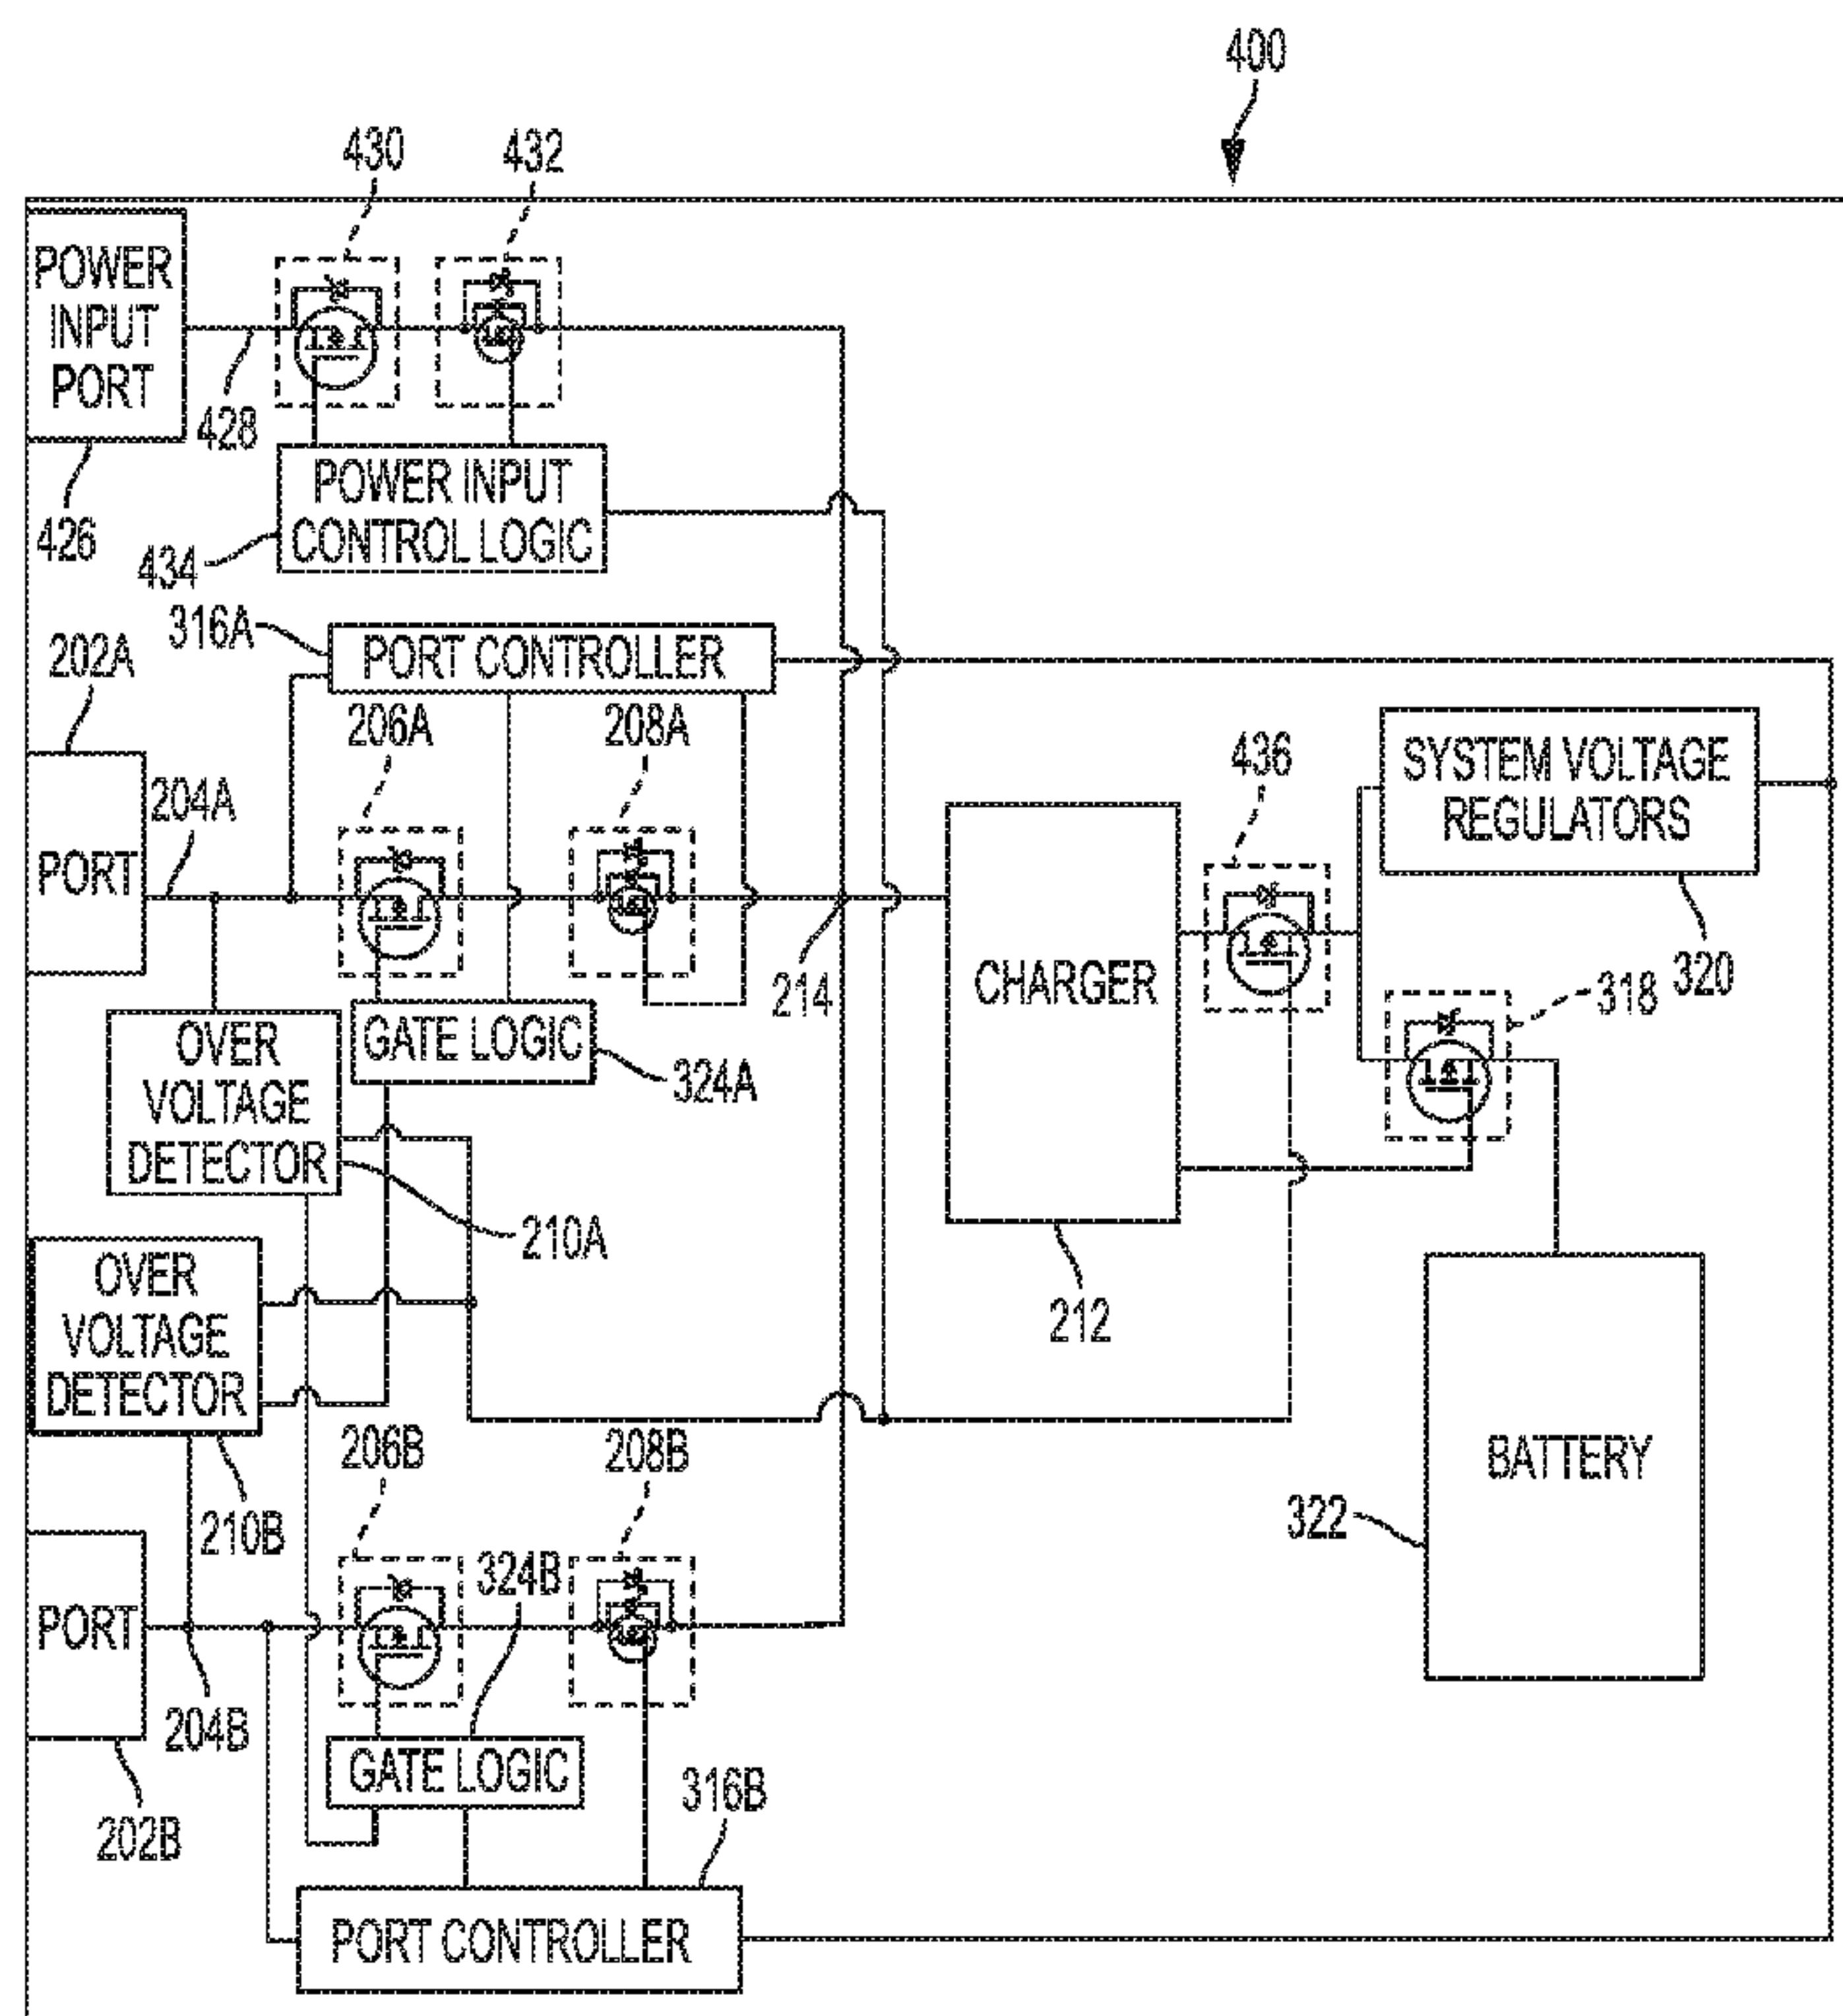 400
430
432
POWER
INPUT
PORT
428
426
POWER INPUT
CONTROL LOGIC
434
316A
PORT CONTROLLER
202A
206A
208A
436
SYSTEM VOLTAGE
REGULATORS
204A
PORT
320
318
CHARGER
214
GATE LOGIC
324A
OVER
VOLTAGE
DETECTOR
210A
OVER
VOLTAGE
DETECTOR
212
206B
208B
BATTERY
322
210B
324B
PORT
204B
GATE LOGIC
316B
202B
PORT CONTROLLER